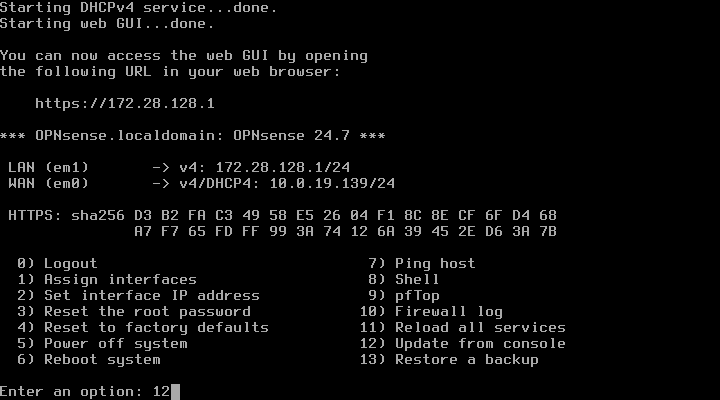 Starting DHCPv4 service...done.
Starting web GUI...done.
You can now access the web GUI by opening
the following URL in your web browser:
https://172.28.128.1
*** OPNsense.localdomain: OPNsense 24.7 ***
LAN (em1) -> v4: 172.28.128.1/24
WAN (em0) -> v4/DHCP4: 10.0.19.139/24
HTTPS: sha256 D3 B2 FA C3 49 58 E5 26 04 F1 8C 8E CF 6F D4 68
A7 F7 65 FD FF 99 3A 74 12 6A 39 45 2E D6 3A 7B
0) Logout 7) Ping host
1) Assign interfaces 8) Shell
2) Set interface IP address 9) pfTop
3) Reset the root password 10) Firewall log
4) Reset to factory defaults 11) Reload all services
5) Power off system 12) Update from console
6) Reboot system 13) Restore a backup
Enter an option: 12